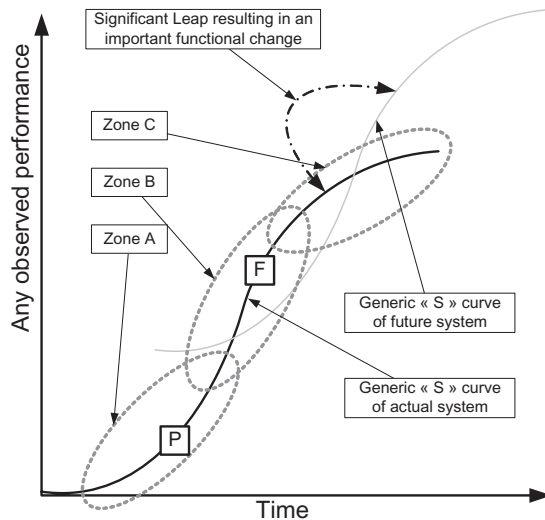 Significant Leap resulting in an
important functional change
Zone C
Zone B
Zone A
F
P
Generic « S » curve
of future system
Generic « S » curve
of actual system
Any observed performance
Time